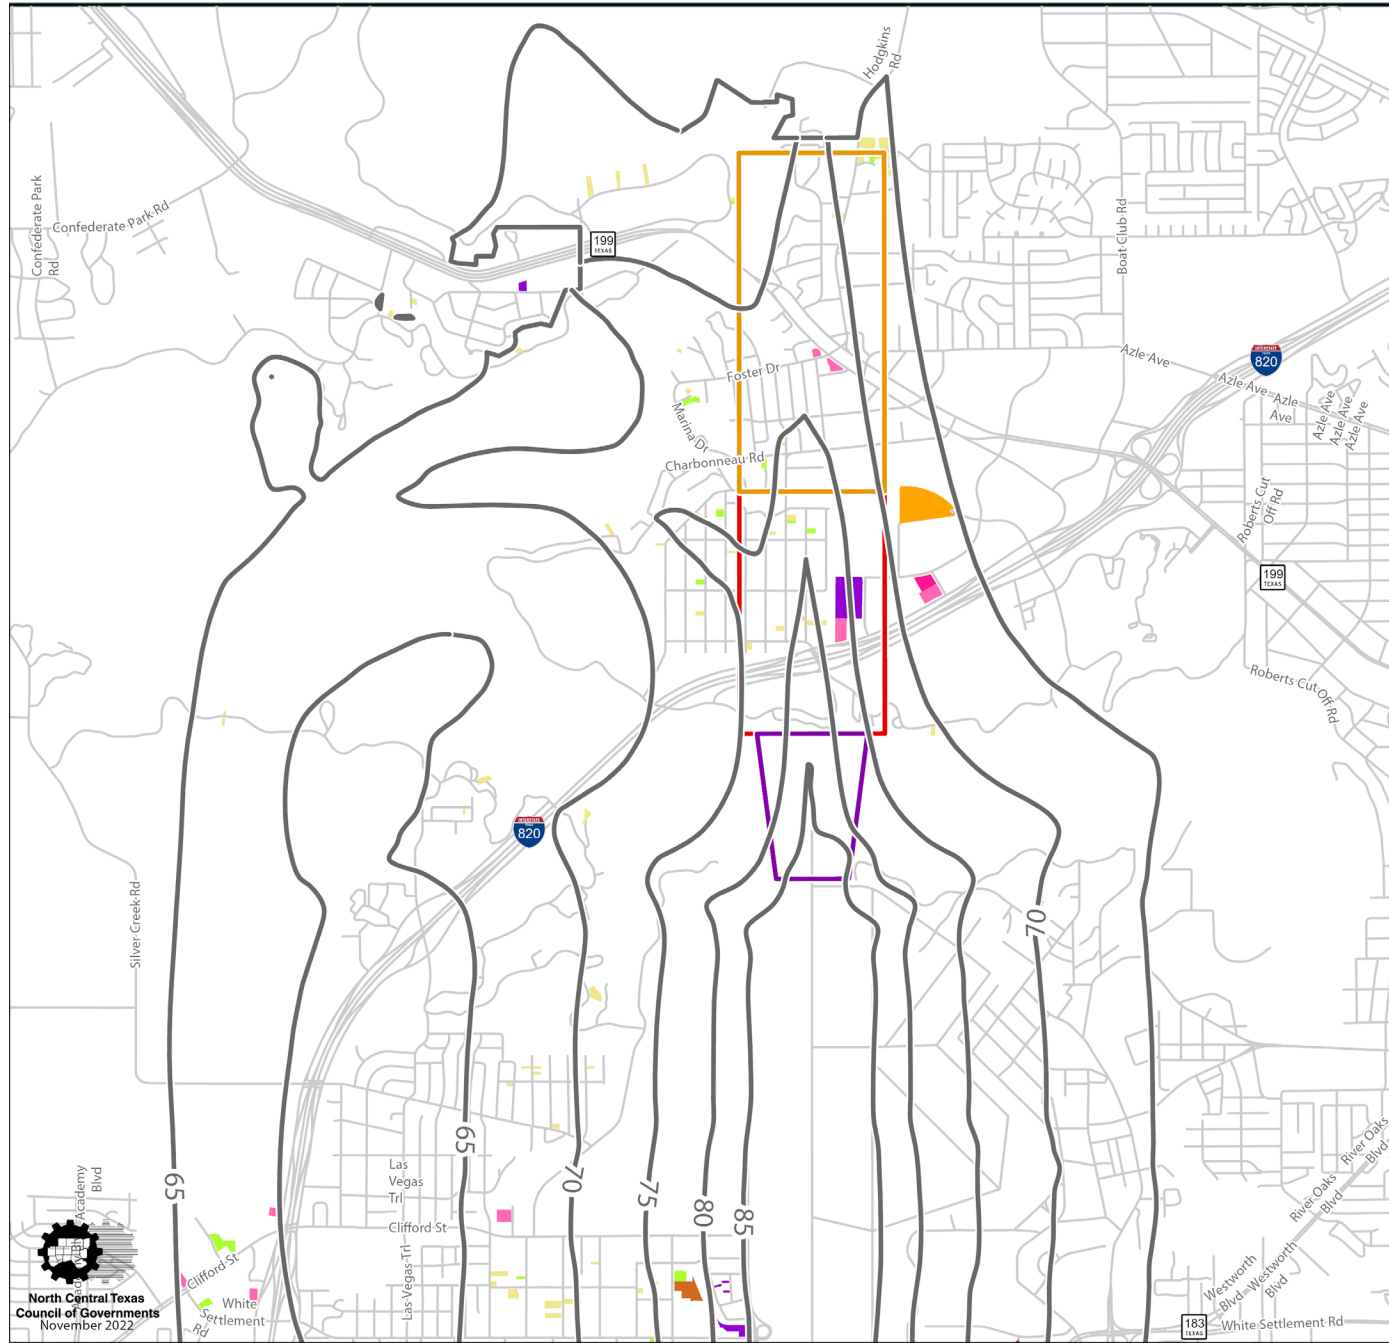 Hodgkins
Rd
Confederate Park
Rd
Confederate Park Rd
199
TEXAS
Boat Club Rd
Azle Ave
INTERSTATE
820
Azle Ave
Azle
Ave
Azle Ave
Azle Ave
Azle Ave
Foster Dr
Marina Dr
Charbonneau Rd
Roberts Cut
Off Rd
199
TEXAS
Roberts Cut Off Rd
INTERSTATE
820
Silver Creek Rd
70
65
65
70
75
80
85
Las
Vegas
Trl
Clifford St
Las Vegas Trl
Academy
Blvd
Academy Blvd
Clifford St
White
Settlement
Rd
River Oaks
Blvd
River Oaks
Blvd
Westworth
Blvd
Westworth
Blvd
183
TEXAS
White Settlement Rd
North Central Texas
Council of Governments
November 2022